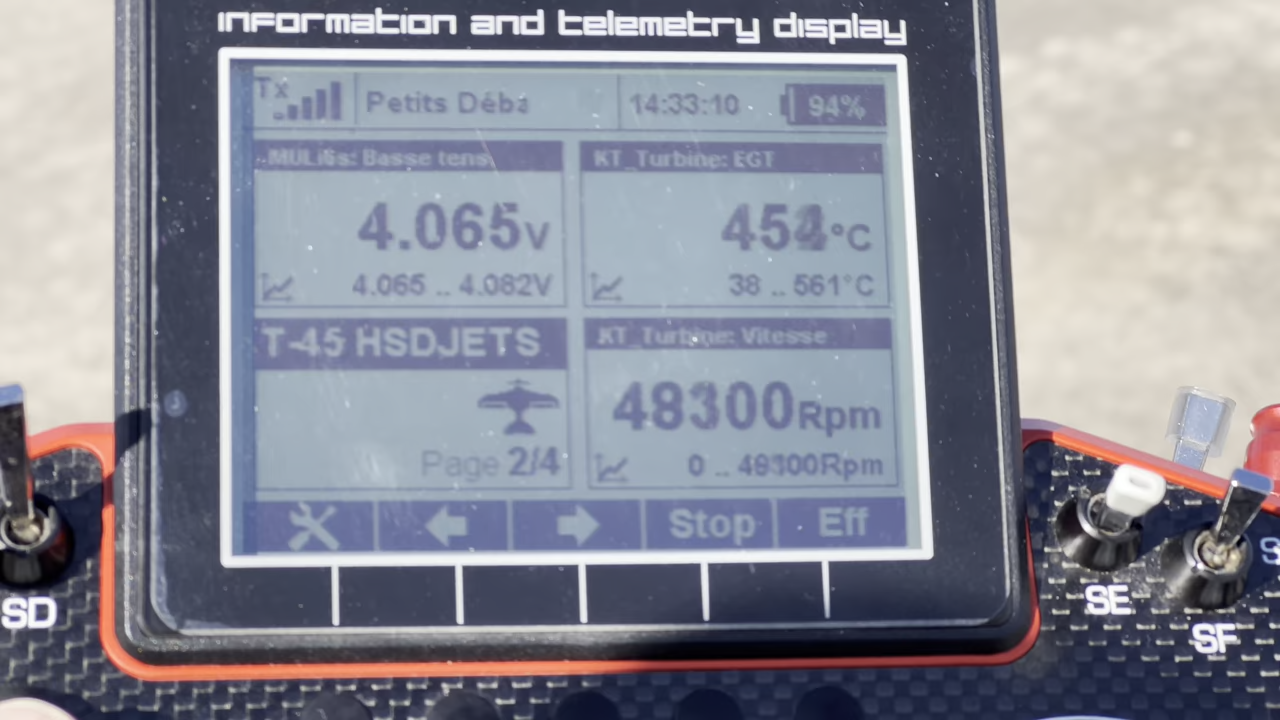 information and telemetry display
Tx
Petits Déba
14:33:10
94%
MULi6s: Basse tens
4.065V
4.065 .. 4.082V
KT_Turbine: EGT
°C
38 .. 561°C
T-45 HSDJETS
Page 2/4
KT_Turbine: Vitesse
48300Rpm
0 .. Rpm
Stop
Eff
SD
SE
SF